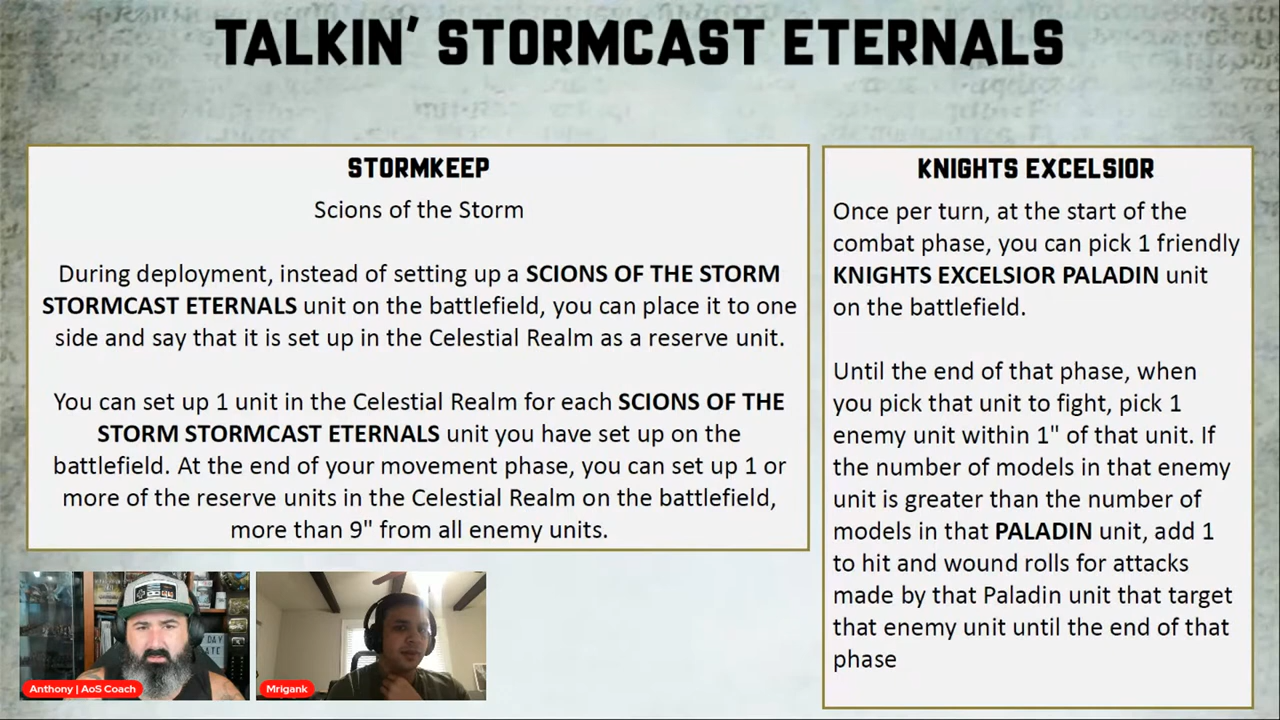 TALKIN' STORMCAST ETERNALS
STORMKEEP
Scions of the Storm
During deployment, instead of setting up a SCIONS OF THE STORM
STORMCAST ETERNALS unit on the battlefield, you can place it to one
side and say that it is set up in the Celestial Realm as a reserve unit.
You can set up 1 unit in the Celestial Realm for each SCIONS OF THE
STORM STORMCAST ETERNALS unit you have set up on the
battlefield. At the end of your movement phase, you can set up 1 or
more of the reserve units in the Celestial Realm on the battlefield,
more than 9" from all enemy units.
KNIGHTS EXCELSIOR
Once per turn, at the start of the
combat phase, you can pick 1 friendly
KNIGHTS EXCELSIOR PALADIN unit
on the battlefield.
Until the end of that phase, when
you pick that unit to fight, pick 1
enemy unit within 1" of that unit. If
the number of models in that enemy
unit is greater than the number of
models in that PALADIN unit, add 1
to hit and wound rolls for attacks
made by that Paladin unit that target
that enemy unit until the end of that
phase
Anthony | AoS Coach
Mrigank